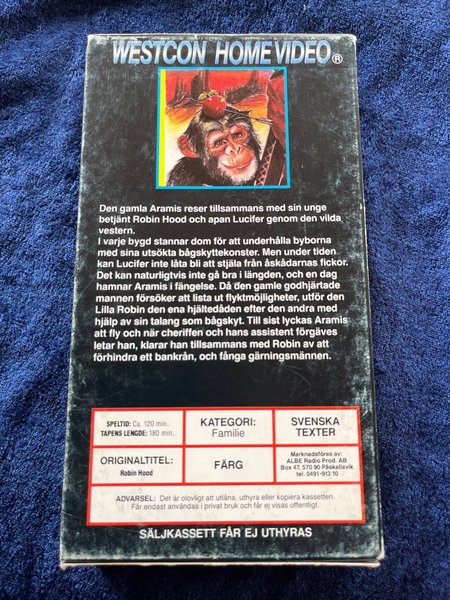 WESTCON HOME VIDEO®
Den gamla Aramis reser tillsammans med sin unge
betjänt Robin Hood och apan Lucifer genom den vilda
vestern.
I varje bygd stannar dom för att underhålla byborna
med sina utsökta bågskyttekonster. Men under tiden
kan Lucifer inte låta bli att stjäla från åskådarnas fickor.
Det kan naturligtvis inte gå bra i längden, och en dag
hamnar Aramis i fängelse. Då den gamle godhjärtade
mannen försöker att lista ut flyktmöjligheter, utför den
Lilla Robin den ena hjältedåden efter den andra med
hjälp av sin talang som bågskyt. Till sist lyckas Aramis
att fly och när cheriffen och hans assistent förgäves
letar han, klarar han tillsammans med Robin av att
förhindra ett bankrån, och fånga gärningsmännen.
SPELTID: Ca. 120 min.
TAPENS LENGDE: 180 min.
KATEGORI:
Familie
SVENSKA
TEXTER
ORIGINALTITEL:
Robin Hood
FÄRG
Marknadsföres av:
ALBE Radio Prod. AB
Box 47, 570 90 Påskallavik
tel. 0491-913 10
ADVARSEL: Det är olovligt att utlåna, uthyra eller kopiera kassetten.
Får endast användas i privat bruk och får ej visas offentligt.
SÄLJKASSETT FÅR EJ UTHYRAS